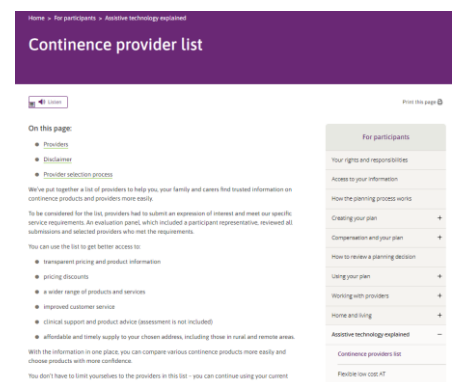 Home » For participants » Assistive technology explained
Continence provider list
Listen
Print this page
On this page:
Providers
Disclaimer
Provider selection process
We've put together a list of providers to help you, your family and carers find trusted information on
continence products and providers more easily.
To be considered for the list, providers had to submit an expression of interest and meet our specific
service requirements. An evaluation panel, which included a participant representative, reviewed all
submissions and selected providers who met the requirements.
You can use the list to get better access to:
transparent pricing and product information
pricing discounts
a wider range of products and services
improved customer service
clinical support and product advice (assessment is not included)
affordable and timely supply to your chosen address, including those in rural and remote areas.
With the information in one place, you can compare various continence products more easily and
choose products with more confidence.
You don't have to limit yourselves to the providers in this list – you can continue using your current
For participants
Your rights and responsibilities
Access to your information
How the planning process works
Creating your plan +
Compensation and your plan +
How to review a planning decision
Using your plan +
Working with providers +
Home and living +
Assistive technology explained −
Continence providers list
Flexible low cost AT